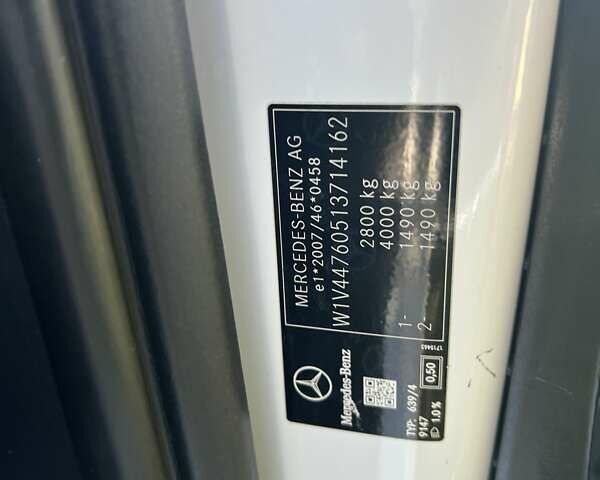 MERCEDES-BENZ AG
e1*2007/46*0458
W1V44760513714162
2800 kg
4000 kg
1- 1490 kg
2- 1490 kg
Mercedes-Benz
TYP: 639/4
9147
0,50
1.0 %